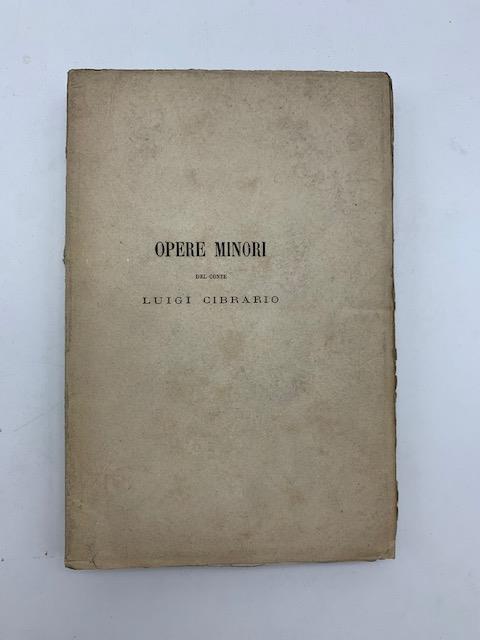 OPERE MINORI
DEL CONTE
LUIGI CIBRARIO